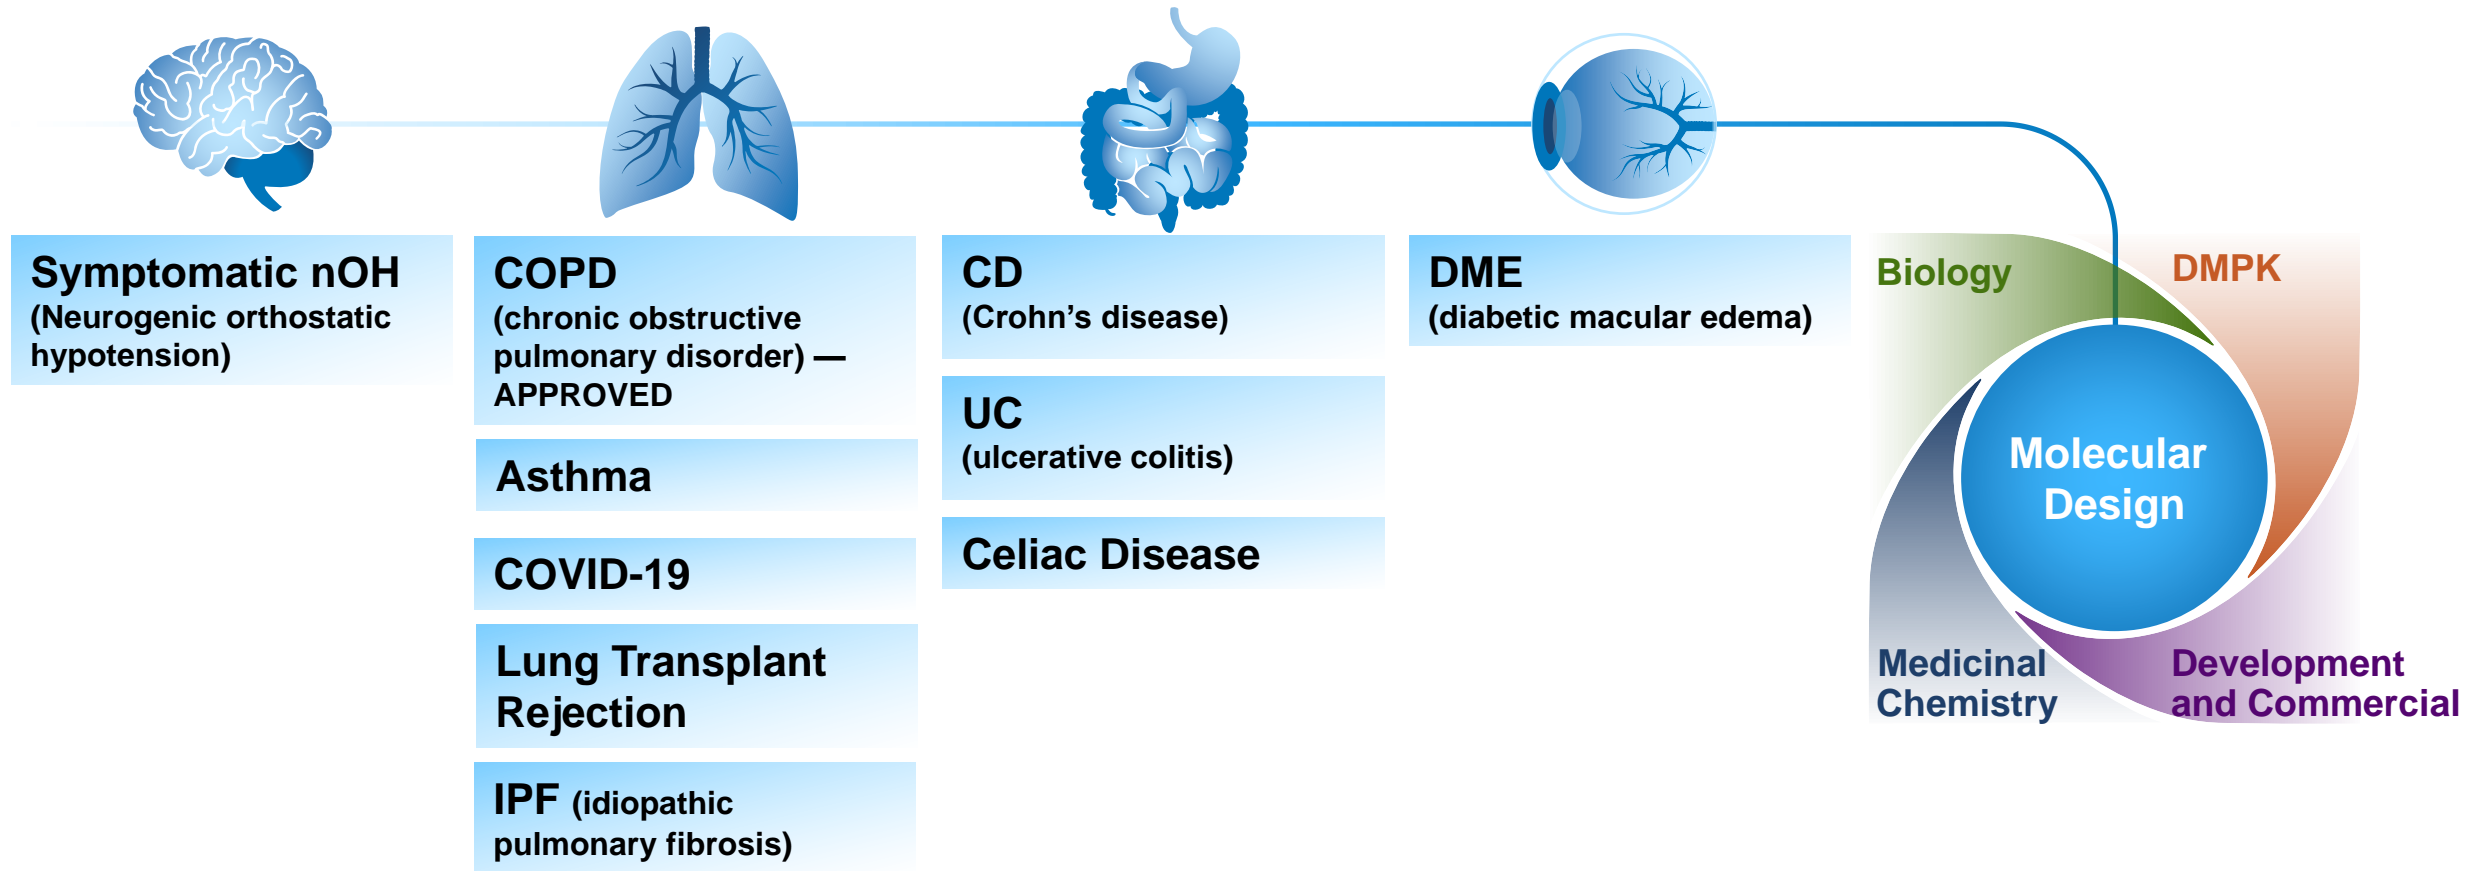 Symptomatic nOH
(Neurogenic orthostatic
hypotension)
COPD
(chronic obstructive
pulmonary disorder) —
APPROVED
Asthma
COVID-19
Lung Transplant
Rejection
IPF (idiopathic
pulmonary fibrosis)
CD
(Crohn’s disease)
UC
(ulcerative colitis)
Celiac Disease
DME
(diabetic macular edema)
Biology
DMPK
Molecular
Design
Medicinal
Chemistry
Development
and Commercial